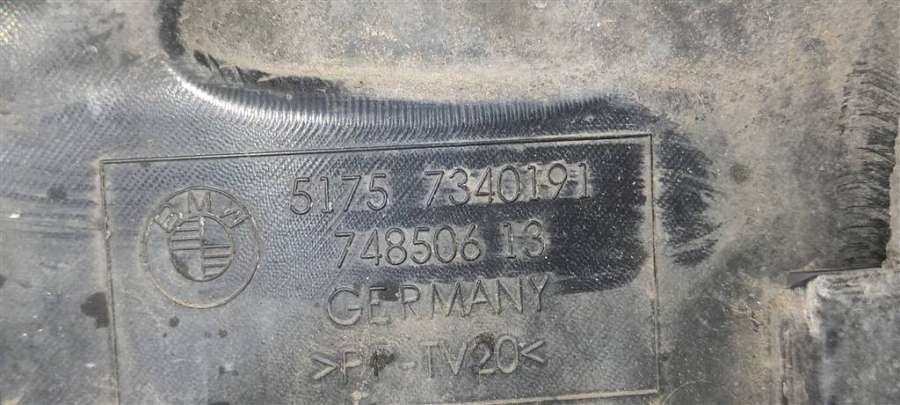 BMW
5175 7340191
748506 13
GERMANY
>PP-TV20<